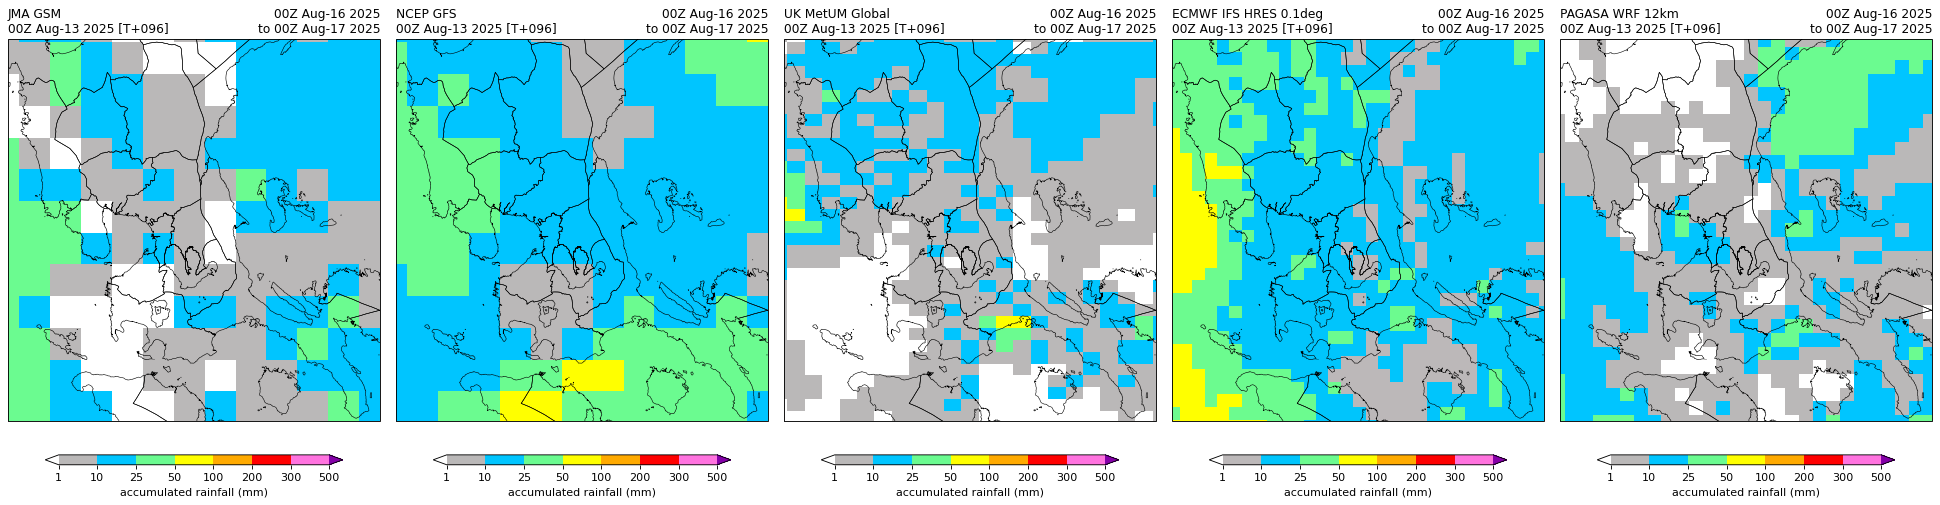 JMA GSM 00Z Aug-16 2025
00Z Aug-13 2025 [T+096] to 00Z Aug-17 2025
NCEP GFS 00Z Aug-16 2025
00Z Aug-13 2025 [T+096] to 00Z Aug-17 2025
UK MetUM Global 00Z Aug-16 2025
00Z Aug-13 2025 [T+096] to 00Z Aug-17 2025
ECMWF IFS HRES 0.1deg 00Z Aug-16 2025
00Z Aug-13 2025 [T+096] to 00Z Aug-17 2025
PAGASA WRF 12km 00Z Aug-16 2025
00Z Aug-13 2025 [T+096] to 00Z Aug-17 2025
1 10 25 50 100 200 300 500
accumulated rainfall (mm)
1 10 25 50 100 200 300 500
accumulated rainfall (mm)
1 10 25 50 100 200 300 500
accumulated rainfall (mm)
1 10 25 50 100 200 300 500
accumulated rainfall (mm)
1 10 25 50 100 200 300 500
accumulated rainfall (mm)